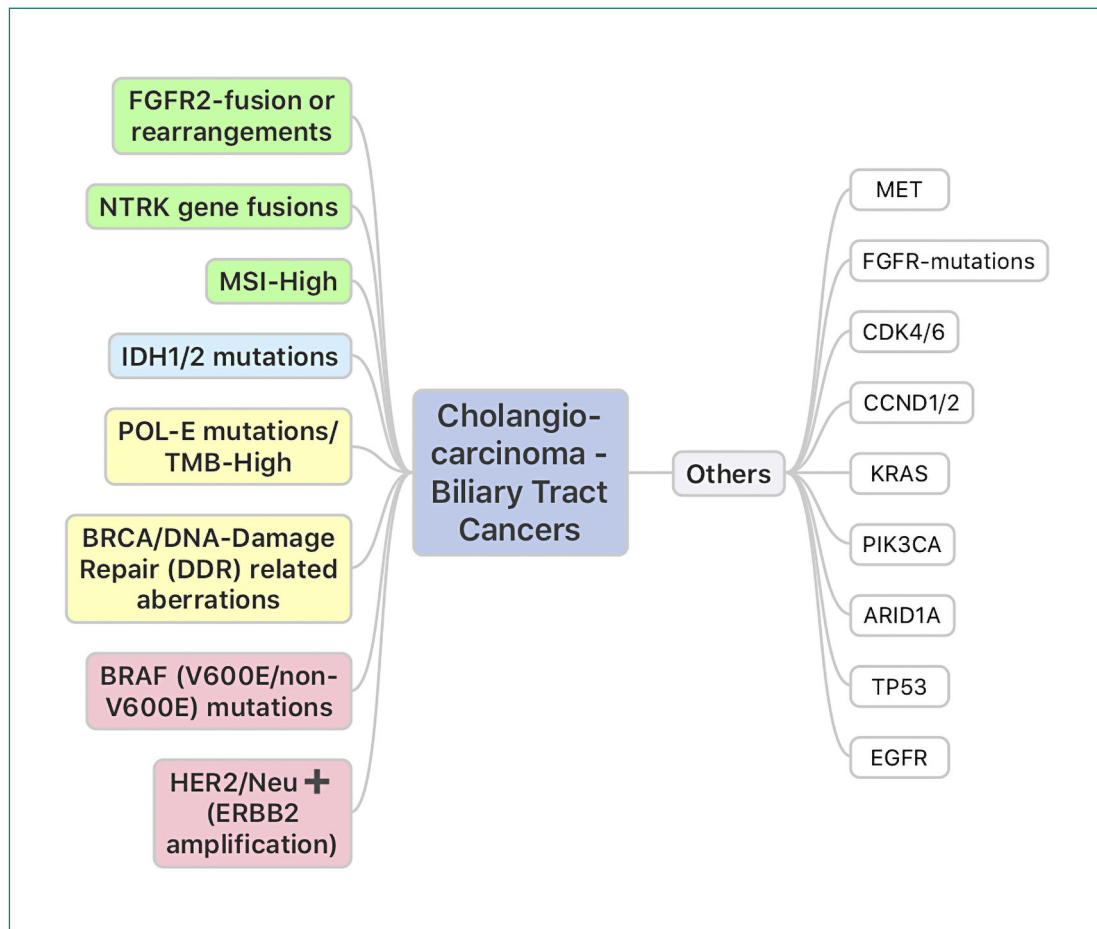 FGFR2-fusion or
rearrangements
NTRK gene fusions
MSI-High
IDH1/2 mutations
POL-E mutations/
TMB-High
BRCA/DNA-Damage
Repair (DDR) related
aberrations
BRAF (V600E/non-
V600E) mutations
HER2/Neu ➕
(ERBB2
amplification)
Cholangio-
carcinoma -
Biliary Tract
Cancers
Others
MET
FGFR-mutations
CDK4/6
CCND1/2
KRAS
PIK3CA
ARID1A
TP53
EGFR